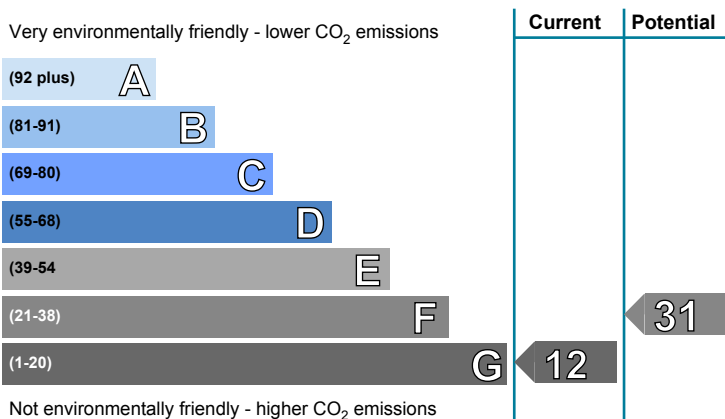 Current Potential
Very environmentally friendly - lower CO2 emissions
(92 plus) A
(81-91) B
(69-80) C
(55-68) D
(39-54 E
(21-38) F 31
(1-20) G 12
Not environmentally friendly - higher CO2 emissions